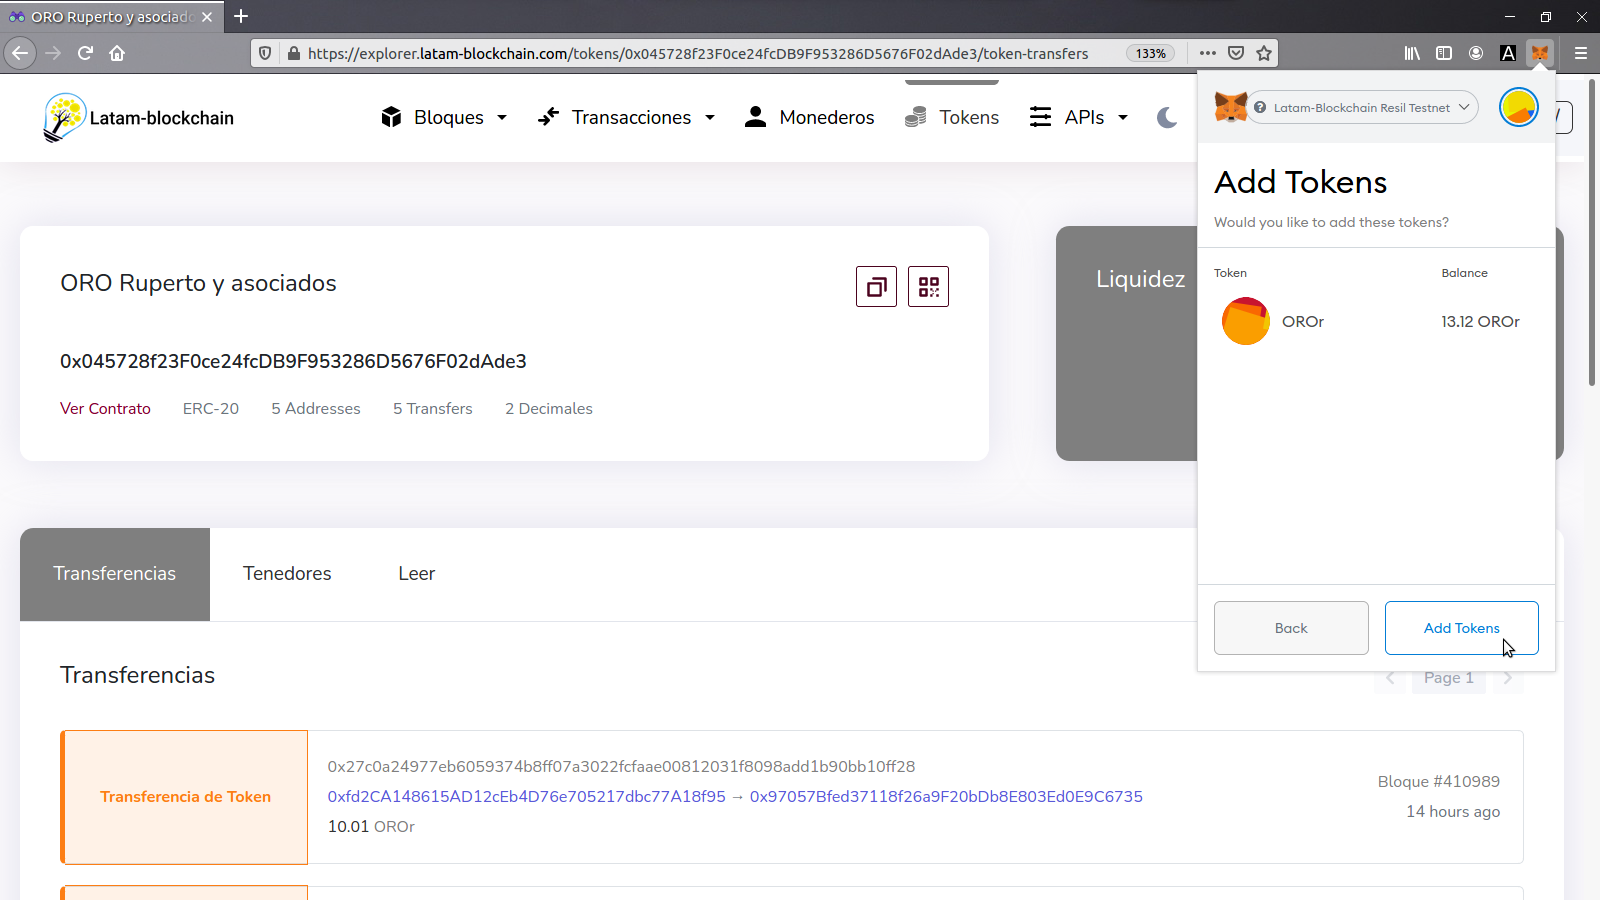 ORO Ruperto y asociado
https://explorer.latam-blockchain.com/tokens/0x045728f23F0ce24fcDB9F953286D5676F02dAde3/token-transfers
133%
Latam-blockchain
Bloques
Transacciones
Monederos
Tokens
APIs
Latam-Blockchain Resil Testnet
Add Tokens
Would you like to add these tokens?
Token
Balance
OROr
13.12 OROr
Back
Add Tokens
ORO Ruperto y asociados
0x045728f23F0ce24fcDB9F953286D5676F02dAde3
Ver Contrato
ERC-20
5 Addresses
5 Transfers
2 Decimales
Liquidez
Transferencias
Tenedores
Leer
Transferencias
Page 1
Transferencia de Token
0x27c0a24977eb6059374b8ff07a3022fcfaae00812031f8098add1b90bb10ff28
0xfd2CA148615AD12cEb4D76e705217dbc77A18f95 → 0x97057Bfed37118f26a9F20bDb8E803Ed0E9C6735
10.01 OROr
Bloque #410989
14 hours ago